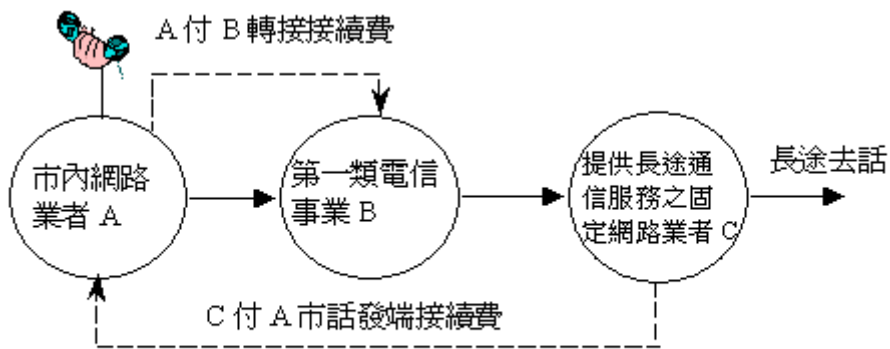 A 付 B 轉接接續費
市內網路
業者 A
第一類電信
事業 B
提供長途通
信服務之固
定網路業者 C
長途去話
C 付 A 市話發端接續費